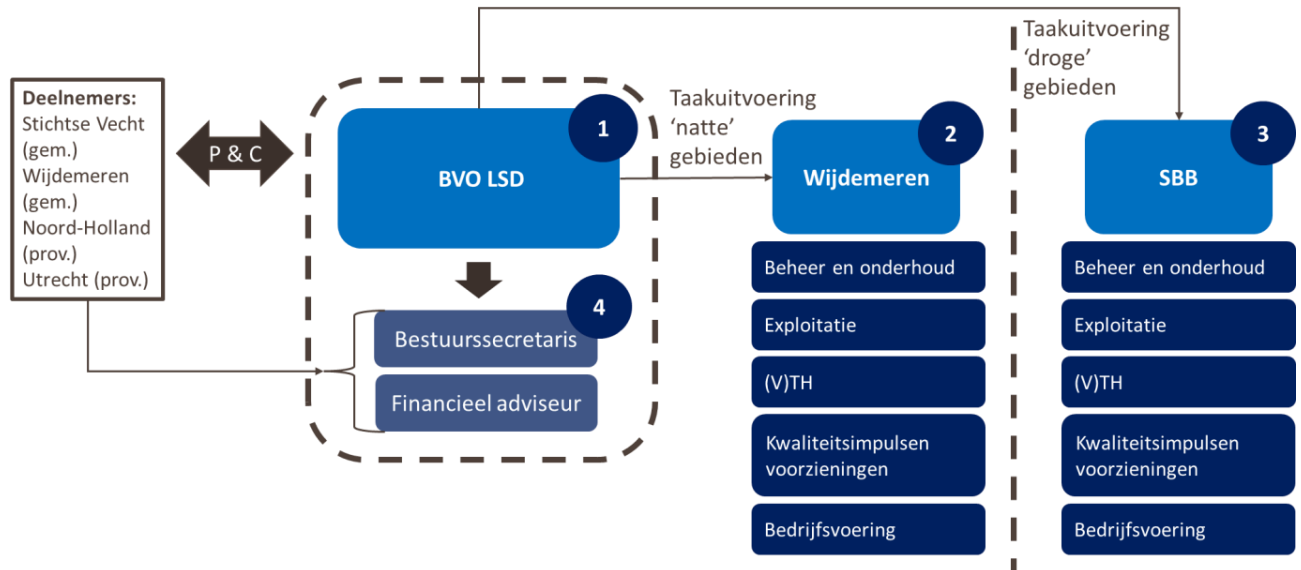 Deelnemers:
Stichtse Vecht
(gem.)
Wijdemeren
(gem.)
Noord-Holland
(prov.)
Utrecht (prov.)
P & C
1
BVO LSD
4
Bestuurssecretaris
Financieel adviseur
Taakuitvoering
‘natte’
gebieden
2
Wijdemeren
Beheer en onderhoud
Exploitatie
(V)TH
Kwaliteitsimpulsen
voorzieningen
Bedrijfsvoering
Taakuitvoering
‘droge’
gebieden
3
SBB
Beheer en onderhoud
Exploitatie
(V)TH
Kwaliteitsimpulsen
voorzieningen
Bedrijfsvoering